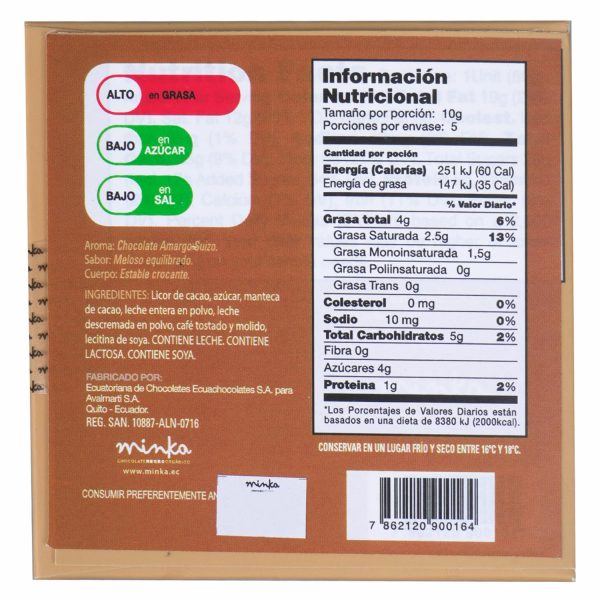 ALTO en GRASA
BAJO en AZÚCAR
BAJO en SAL
Aroma: Chocolate Amargo-Suizo.
Sabor: Meloso equilibrado.
Cuerpo: Estable crocante.
INGREDIENTES: Licor de cacao, azúcar, manteca
de cacao, leche entera en polvo, leche
descremada en polvo, café tostado y molido,
lecitina de soya. CONTIENE LECHE. CONTIENE
LACTOSA. CONTIENE SOYA.
FABRICADO POR:
Ecuatoriana de Chocolates Ecuachocolates S.A. para
Avalmarti S.A.
Quito - Ecuador.
REG. SAN. 10887-ALN-0716
minka
CHOCOLATE NEGRO ORGÁNICO
www.minka.ec
CONSUMIR PREFERENTEMENTE AN
minka
Información
Nutricional
Tamaño por porción: 10g
Porciones por envase: 5
Cantidad por poción
Energía (Calorías) 251 kJ (60 Cal)
Energía de grasa 147 kJ (35 Cal)
% Valor Diario*
Grasa total 4g 6%
Grasa Saturada 2.5g 13%
Grasa Monoinsaturada 1,5g
Grasa Poliinsaturada 0g
Grasa Trans 0g
Colesterol 0 mg 0%
Sodio 10 mg 0%
Total Carbohidratos 5g 2%
Fibra 0g
Azúcares 4g
Proteina 1g 2%
*Los Porcentajes de Valores Diarios están
basados en una dieta de 8380 kJ (2000kcal).
CONSERVAR EN UN LUGAR FRÍO Y SECO ENTRE 16°C Y 18°C.
7 862120 900164